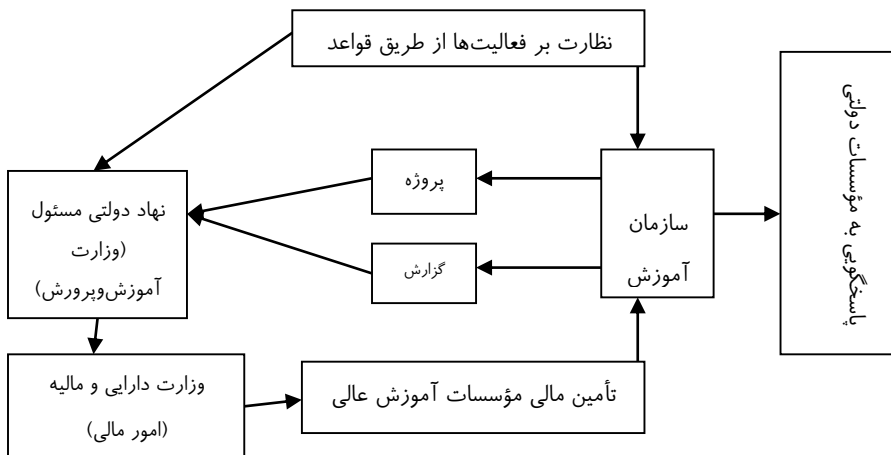 نظارت بر فعالیت‌ها از طریق قواعد
پاسخگویی به مؤسسات دولتی
سازمان
آموزش
پروژه
گزارش
نهاد دولتی مسئول
(وزارت
آموزش‌وپرورش)
وزارت دارایی و مالیه
(امور مالی)
تأمین مالی مؤسسات آموزش عالی